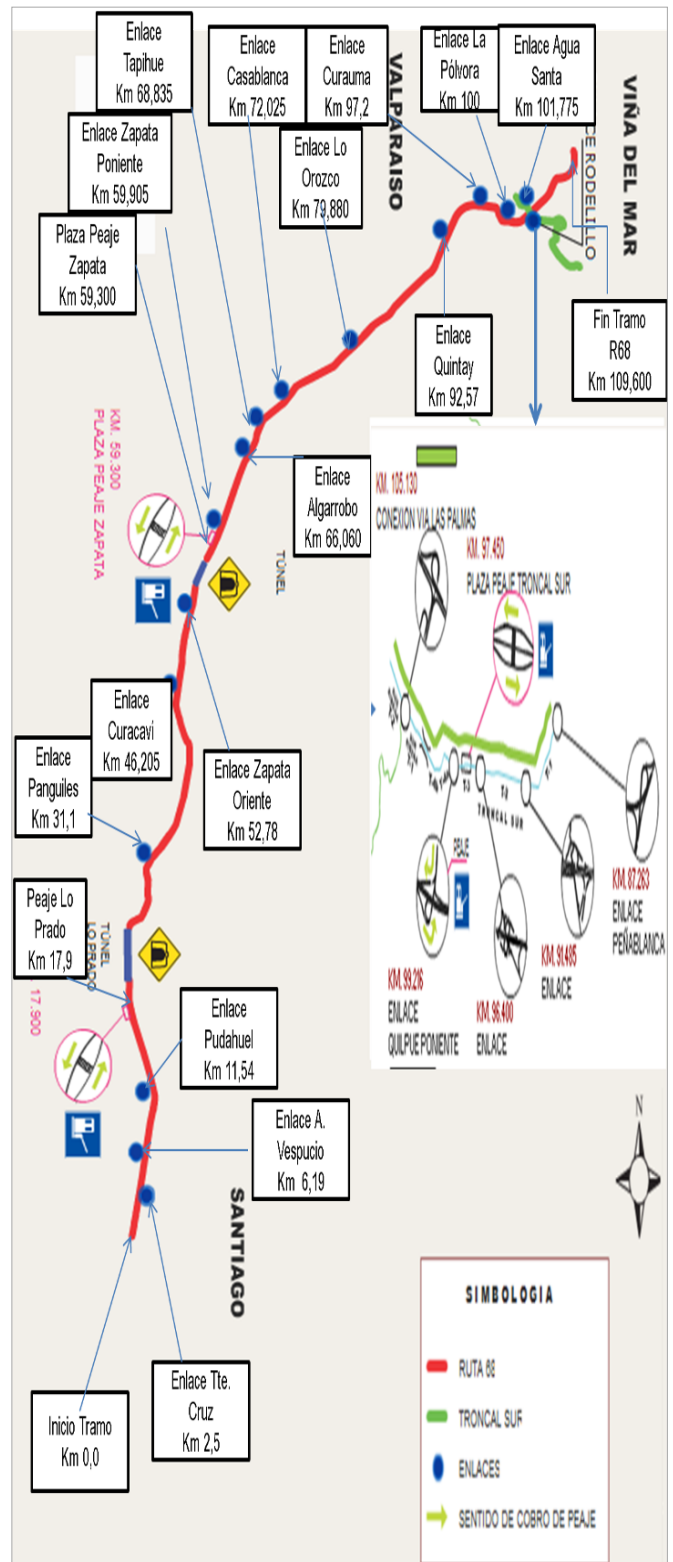 Enlace
Tapihue
Km 68,835
Enlace
Casablanca
Km 72,025
Enlace
Curauma
Km 97,2
Enlace La
Pólvora
Km 100
Enlace Agua
Santa
Km 101,775
VALPARAISO
VIÑA DEL MAR
CE RODELILLO
Enlace Zapata
Poniente
Km 59,905
Enlace Lo
Orozco
Km 79,880
Plaza Peaje
Zapata
Km 59,300
Enlace
Quintay
Km 92,57
Fin Tramo
R68
Km 109,600
KM. 59.300
PLAZA PEAJE ZAPATA
Enlace
Algarrobo
Km 66,060
TÚNEL
KM. 105.130
CONEXION VIA LAS PALMAS
KM. 97.450
PLAZA PEAJE TRONCAL SUR
TRONCAL SUR
PEAJE
KM. 87.263
ENLACE
PEÑABLANCA
KM. 91.485
ENLACE
KM. 96.400
ENLACE
KM. 99.216
ENLACE
QUILPUE PONIENTE
Enlace
Curacaví
Km 46,205
Enlace Zapata
Oriente
Km 52,78
Enlace
Panguiles
Km 31,1
Peaje Lo
Prado
Km 17,9
TÚNEL
LO PRADO
17.900
Enlace
Pudahuel
Km 11,54
Enlace A.
Vespucio
Km 6,19
SANTIAGO
N
Inicio Tramo
Km 0,0
Enlace Tte.
Cruz
Km 2,5
SIMBOLOGIA
RUTA 68
TRONCAL SUR
ENLACES
SENTIDO DE COBRO DE PEAJE